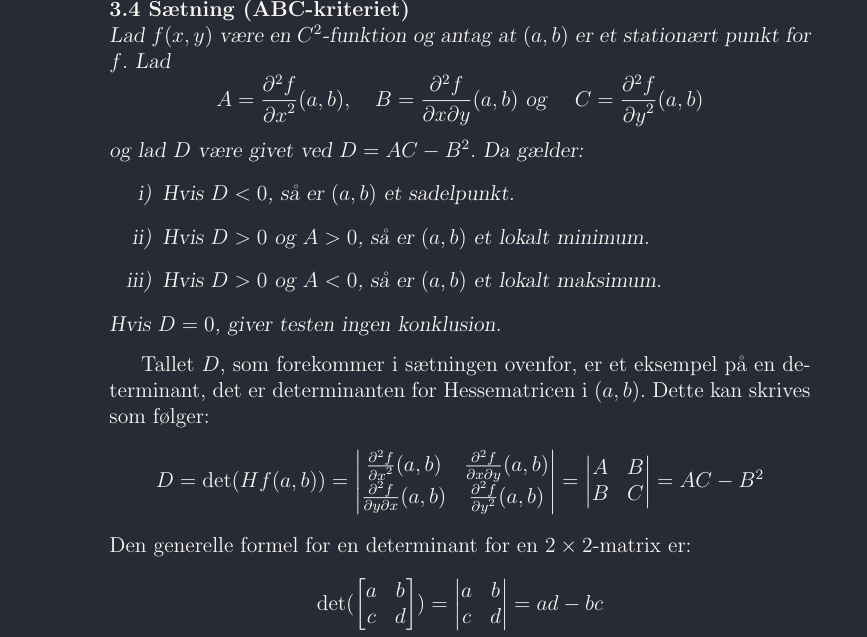 3.4 Sætning (ABC-kriteriet)
Lad f(x, y) være en C²-funktion og antag at (a, b) er et stationært punkt for
f. Lad
A = ∂²f/∂x² (a, b),    B = ∂²f/∂x∂y (a, b) og    C = ∂²f/∂y² (a, b)
og lad D være givet ved D = AC − B². Da gælder:
i) Hvis D < 0, så er (a, b) et sadelpunkt.
ii) Hvis D > 0 og A > 0, så er (a, b) et lokalt minimum.
iii) Hvis D > 0 og A < 0, så er (a, b) et lokalt maksimum.
Hvis D = 0, giver testen ingen konklusion.
Tallet D, som forekommer i sætningen ovenfor, er et eksempel på en de-
terminant, det er determinanten for Hessematricen i (a, b). Dette kan skrives
som følger:
D = det(Hf(a, b)) = | ∂²f/∂x² (a, b)  ∂²f/∂x∂y (a, b) ; ∂²f/∂y∂x (a, b)  ∂²f/∂y² (a, b) | = | A  B ; B  C | = AC − B²
Den generelle formel for en determinant for en 2 × 2-matrix er:
det([ a  b ; c  d ]) = | a  b ; c  d | = ad − bc